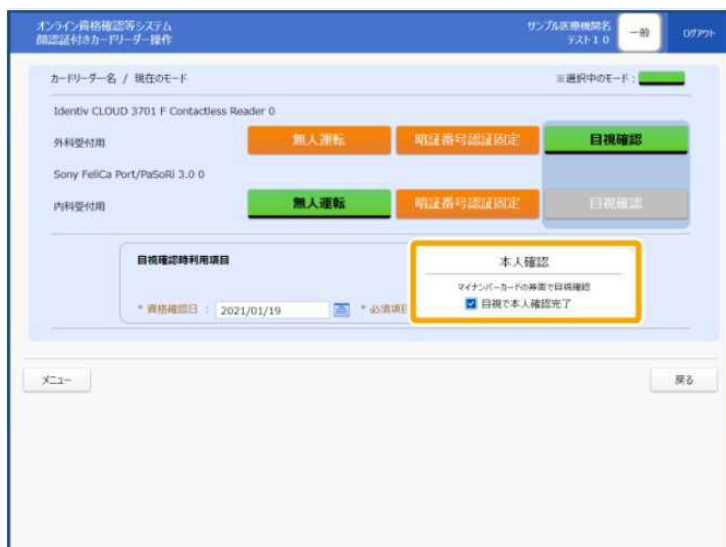 オンライン資格確認等システム
顔認証付きカードリーダー操作
サンプル医療機関名
テスト10
一般
ログアウト
カードリーダー名 / 現在のモード
※選択中のモード：
Identiv CLOUD 3701 F Contactless Reader 0
外科受付用
無人運転
暗証番号認証固定
目視確認
Sony FeliCa Port/PaSoRi 3.0 0
内科受付用
無人運転
暗証番号認証固定
目視確認
目視確認時利用項目
* 資格確認日 : 2021/01/19
* 必須項目
本人確認
マイナンバーカードの券面で目視確認
目視で本人確認完了
メニュー
戻る